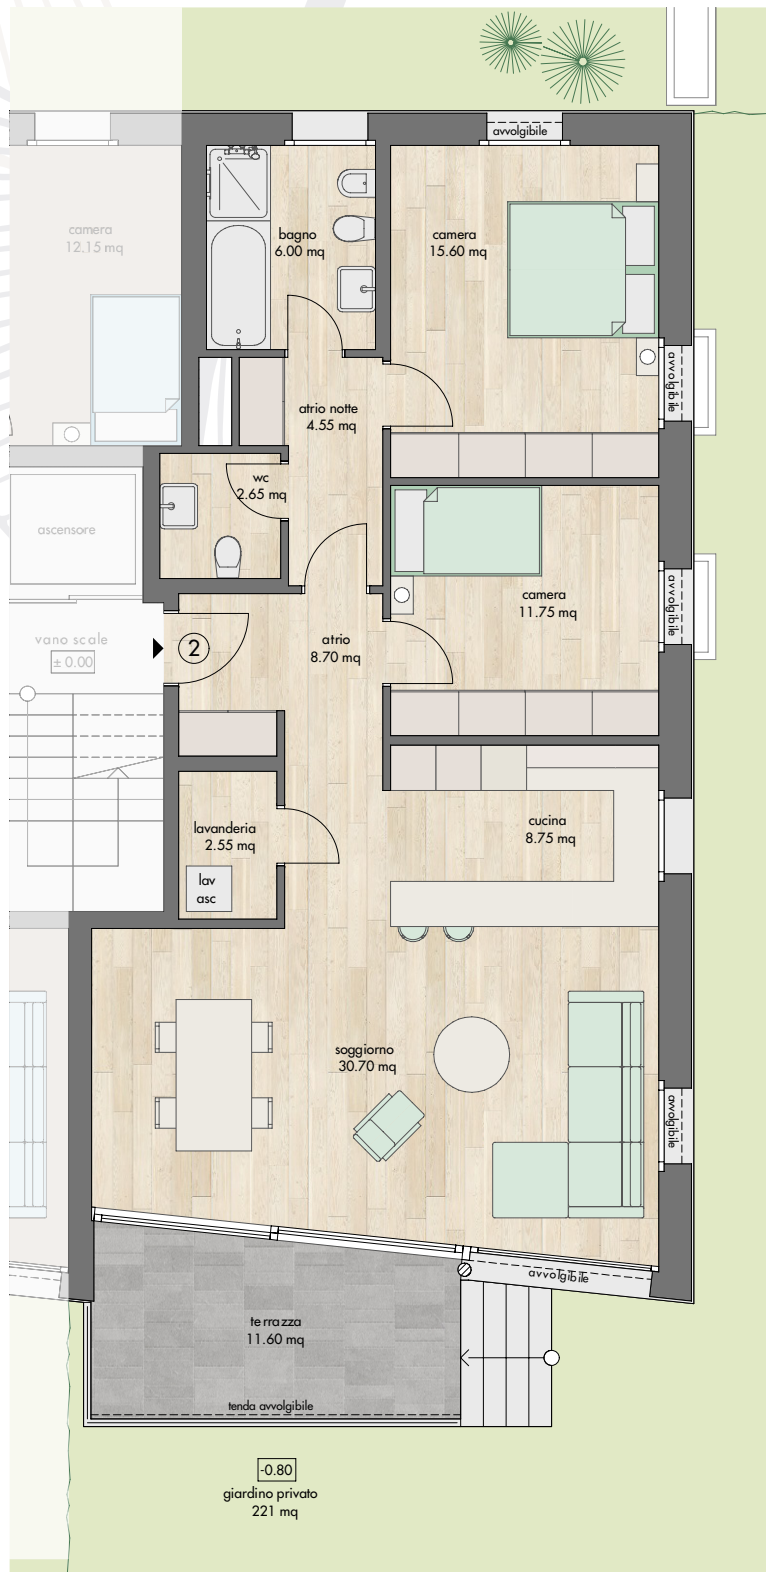 avvolgibile
camera
12.15 mq
bagno
6.00 mq
camera
15.60 mq
avvolgibile
atrio notte
4.55 mq
wc
2.65 mq
ascensore
camera
11.75 mq
avvolgibile
vano scale
± 0.00
2
atrio
8.70 mq
lavanderia
2.55 mq
lav
asc
cucina
8.75 mq
soggiorno
30.70 mq
avvolgibile
avvolgibile
terrazza
11.60 mq
tenda avvolgibile
-0.80
giardino privato
221 mq